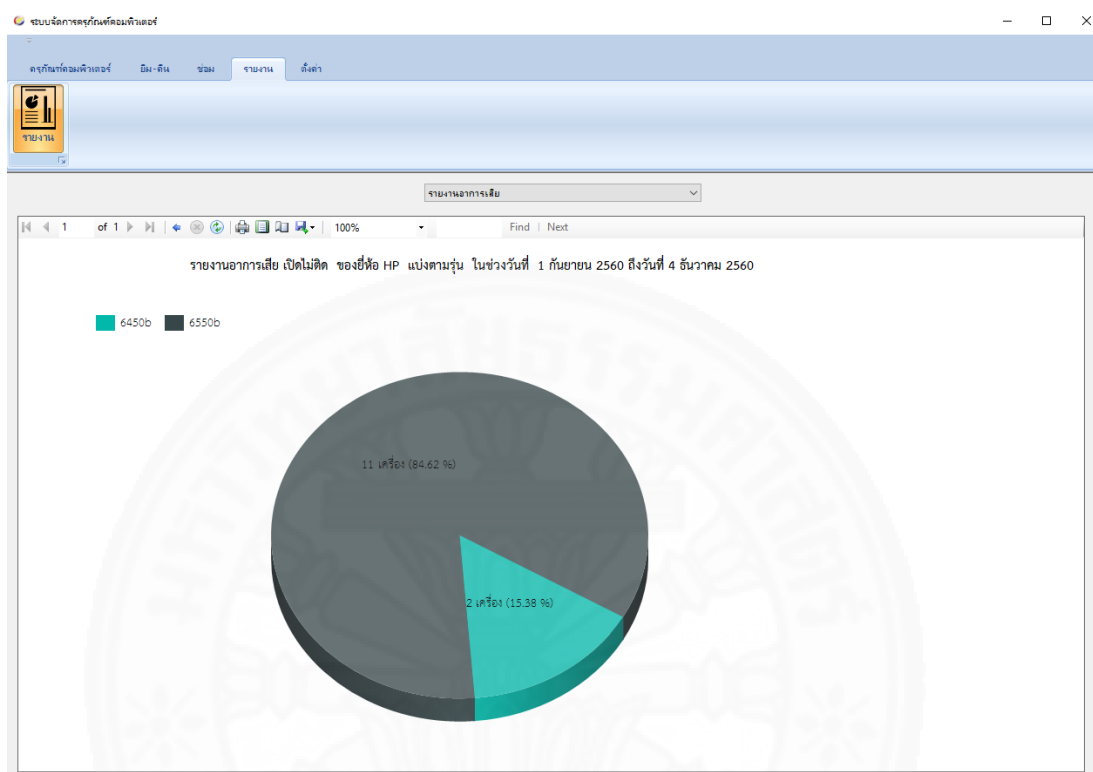 ระบบจัดการครุภัณฑ์คอมพิวเตอร์
ครุภัณฑ์คอมพิวเตอร์ ยืม-คืน ซ่อม รายงาน ตั้งค่า
รายงาน
รายงานอาการเสีย
1 of 1 100% Find | Next
รายงานอาการเสีย เปิดไม่ติด ของยี่ห้อ HP แบ่งตามรุ่น ในช่วงวันที่ 1 กันยายน 2560 ถึงวันที่ 4 ธันวาคม 2560
6450b 6550b
11 เครื่อง (84.62 %)
2 เครื่อง (15.38 %)